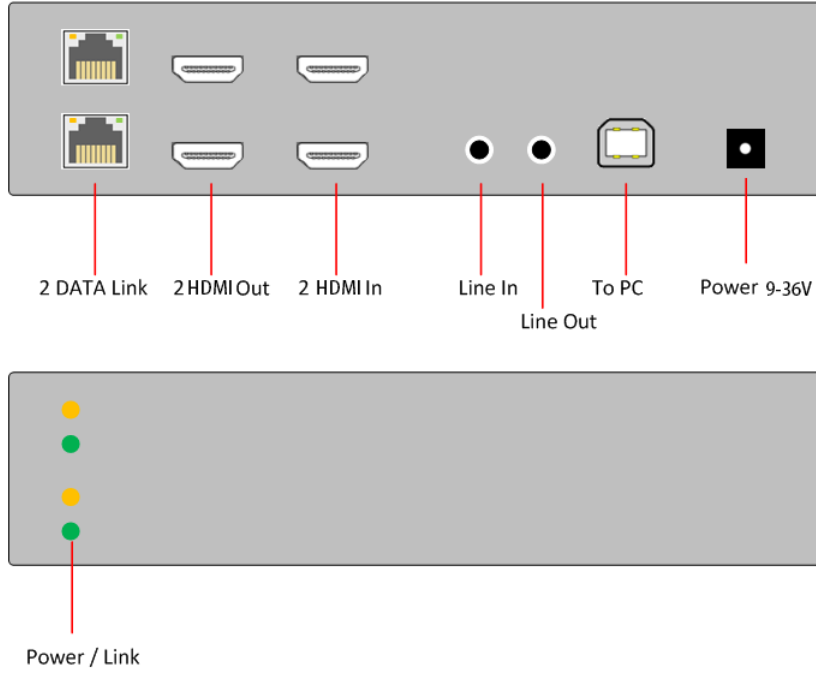 2 DATA Link 2 HDMI Out 2 HDMI In Line In To PC Power 9-36V
Line Out
Power / Link